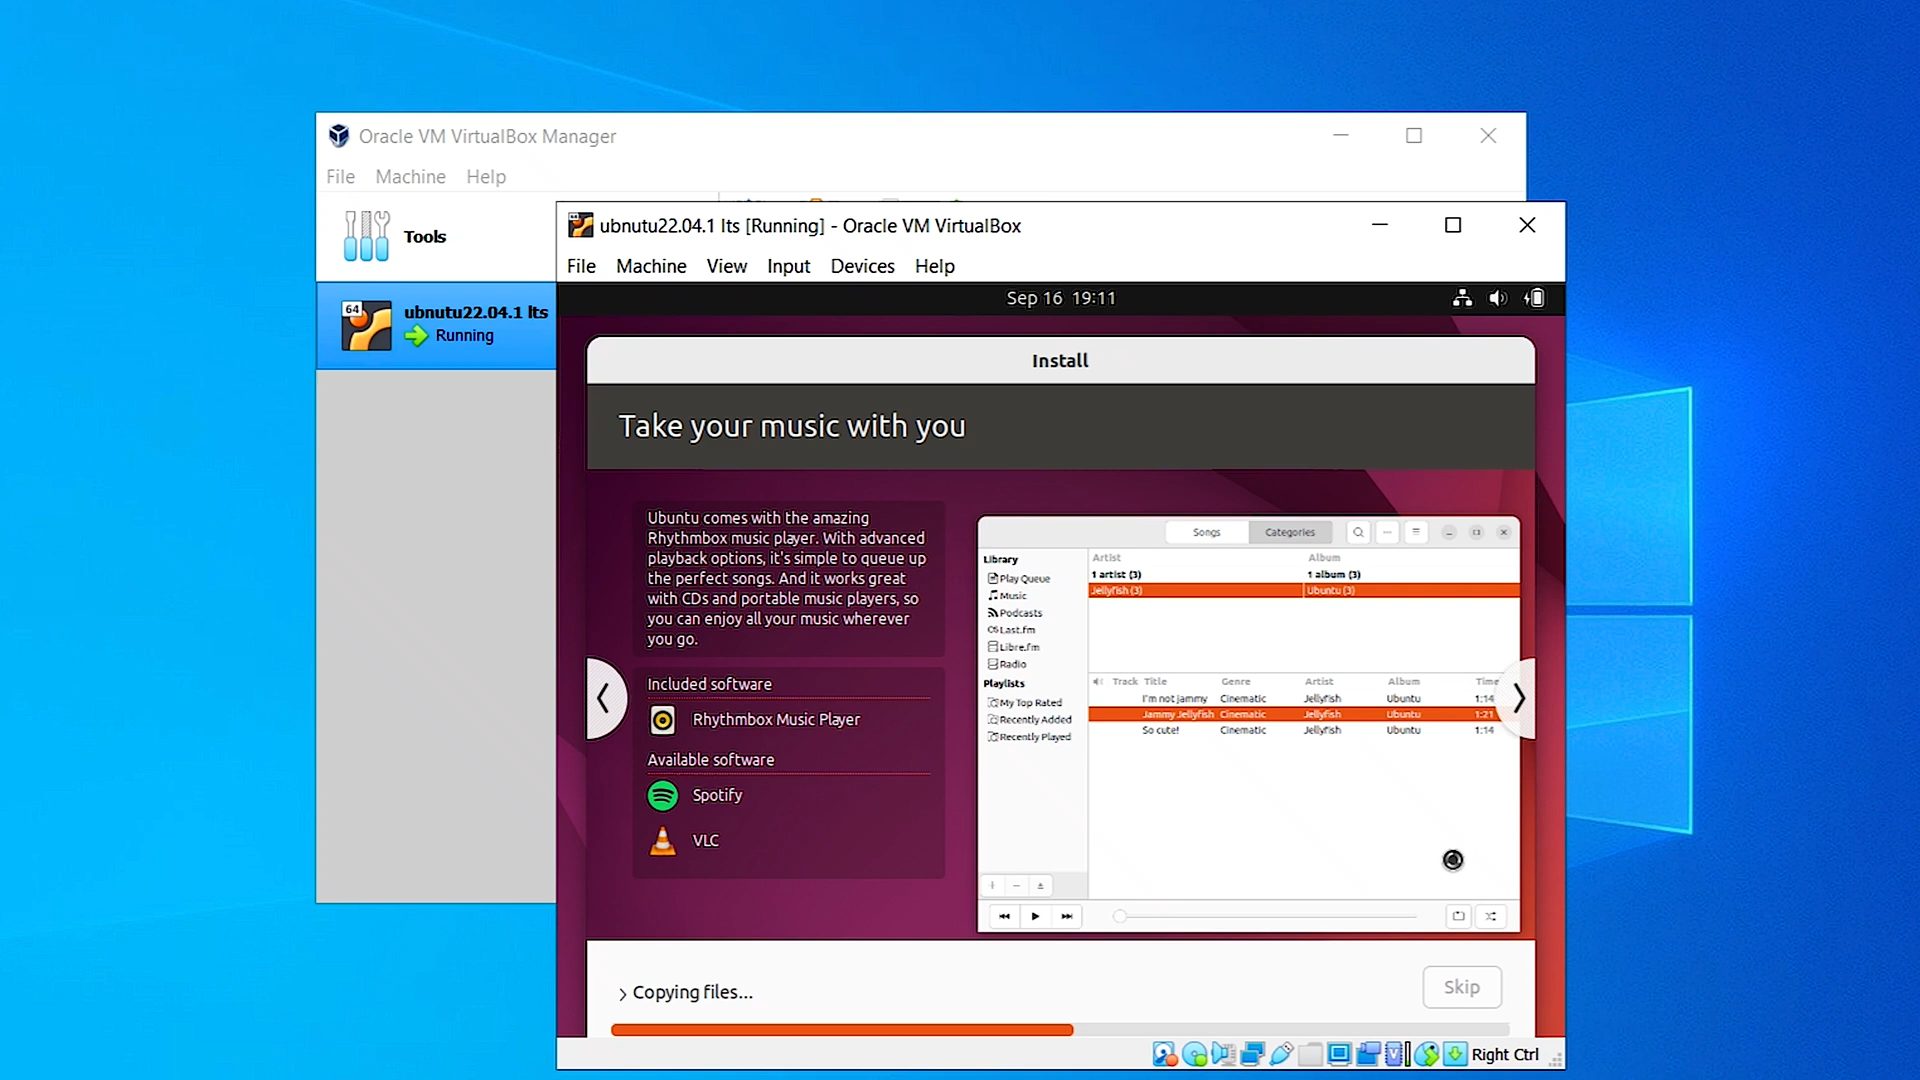 Oracle VM VirtualBox Manager
File Machine Help
Tools
64
ubnutu22.04.1 lts
Running
ubnutu22.04.1 lts [Running] - Oracle VM VirtualBox
File Machine View Input Devices Help
Sep 16 19:11
Install
Take your music with you
Ubuntu comes with the amazing
Rhythmbox music player. With advanced
playback options, it's simple to queue up
the perfect songs. And it works great
with CDs and portable music players, so
you can enjoy all your music wherever
you go.
Included software
Rhythmbox Music Player
Available software
Spotify
VLC
Songs Categories
Library
Play Queue
Music
Podcasts
Last.fm
Libre.fm
Radio
Playlists
My Top Rated
Recently Added
Recently Played
Artist Album
1 artist (3) 1 album (3)
Jellyfish (3) Ubuntu (3)
Track Title Genre Artist Album Time
I'm not jammy Cinematic Jellyfish Ubuntu 1:14
Jammy Jellyfish Cinematic Jellyfish Ubuntu 1:21
So cute! Cinematic Jellyfish Ubuntu 1:14
Copying files...
Skip
Right Ctrl